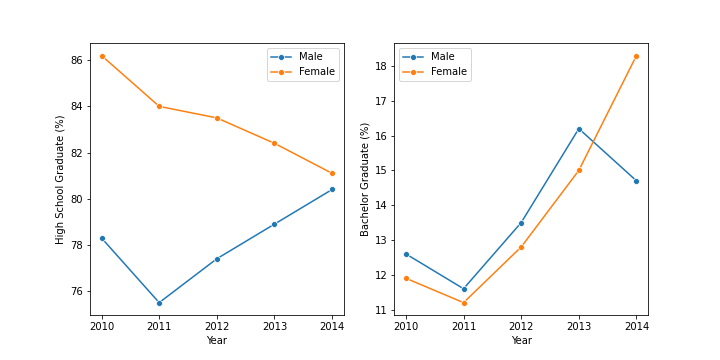 High School Graduate (%)
86
84
82
80
78
76
Male
Female
2010 2011 2012 2013 2014
Year
Bachelor Graduate (%)
18
17
16
15
14
13
12
11
Male
Female
2010 2011 2012 2013 2014
Year